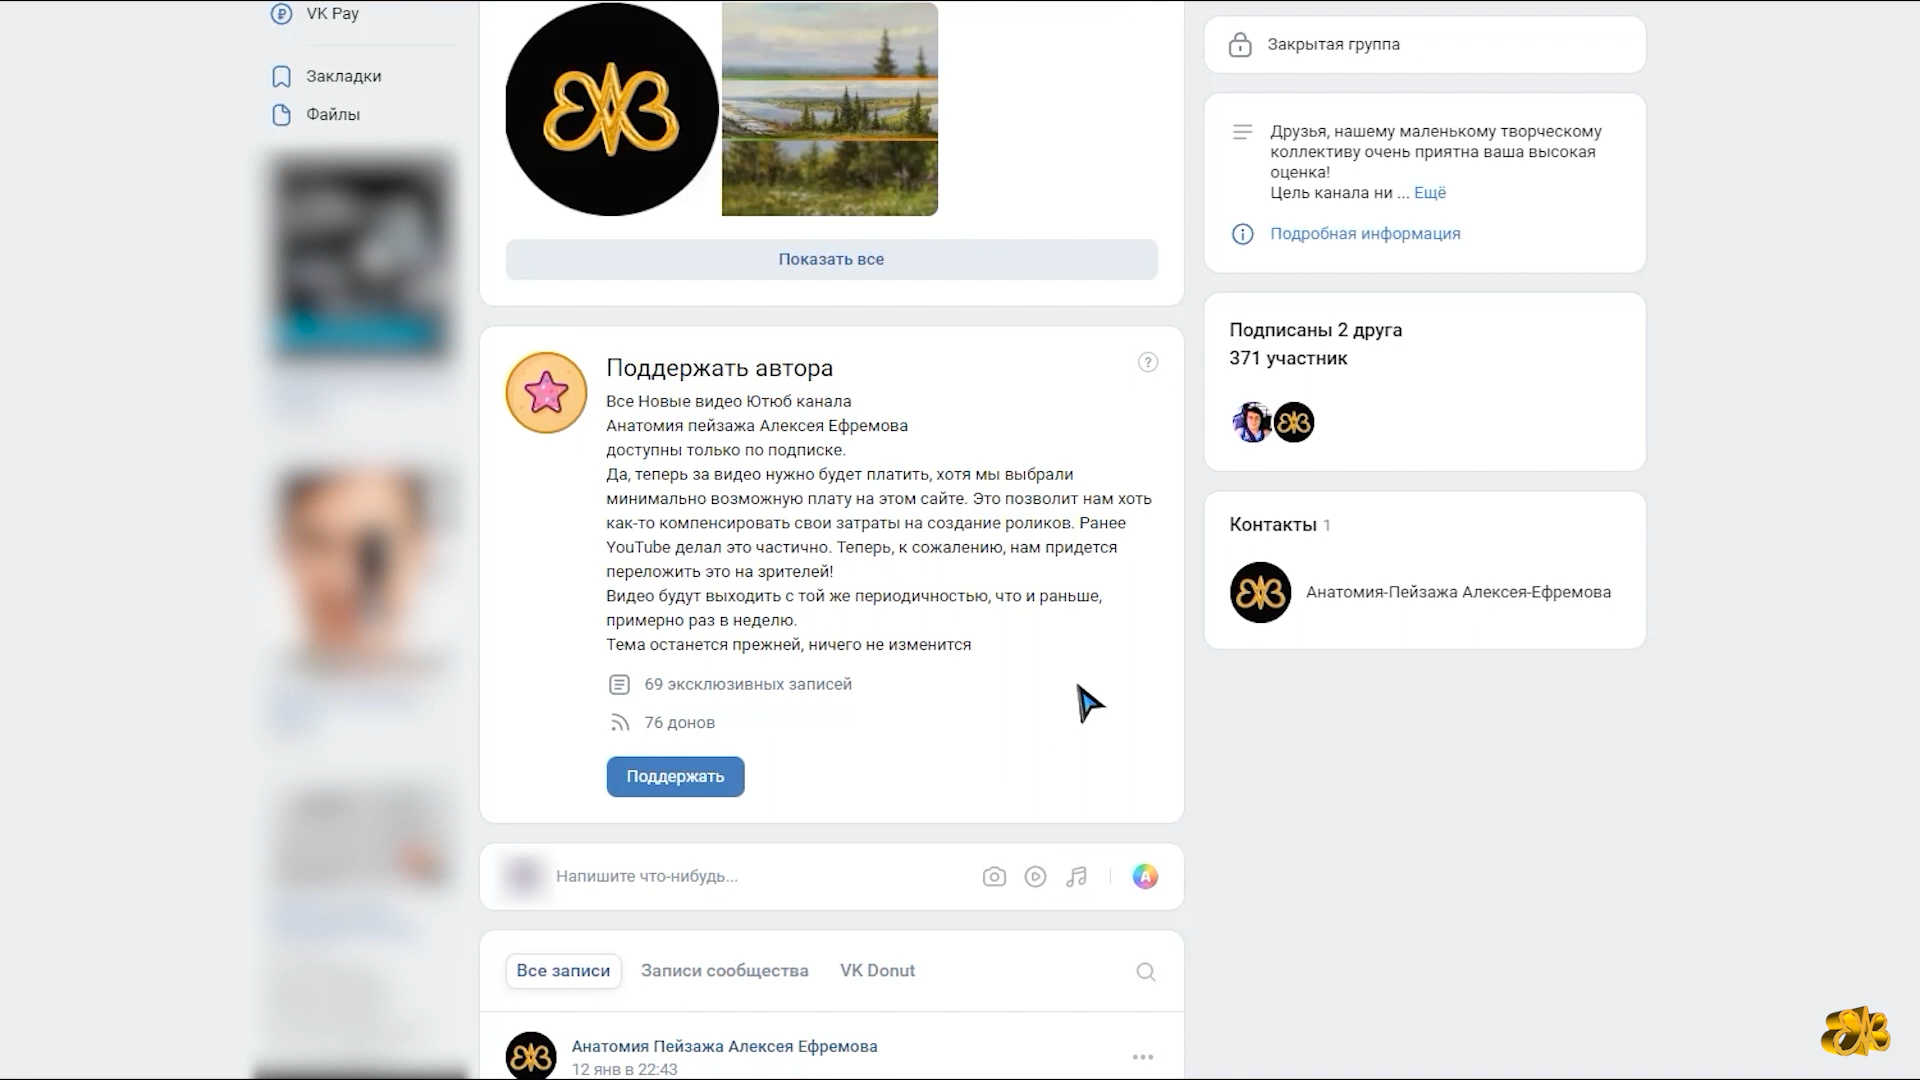 VK Pay
Закладки
Файлы
Показать все
Поддержать автора
Все Новые видео Ютюб канала
Анатомия пейзажа Алексея Ефремова
доступны только по подписке.
Да, теперь за видео нужно будет платить, хотя мы выбрали
минимально возможную плату на этом сайте. Это позволит нам хоть
как-то компенсировать свои затраты на создание роликов. Ранее
YouTube делал это частично. Теперь, к сожалению, нам придется
переложить это на зрителей!
Видео будут выходить с той же периодичностью, что и раньше,
примерно раз в неделю.
Тема останется прежней, ничего не изменится
69 эксклюзивных записей
76 донов
Поддержать
Напишите что-нибудь...
Все записи
Записи сообщества
VK Donut
Анатомия Пейзажа Алексея Ефремова
12 янв в 22:43
Закрытая группа
Друзья, нашему маленькому творческому
коллективу очень приятна ваша высокая
оценка!
Цель канала ни ... Ещё
Подробная информация
Подписаны 2 друга
371 участник
Контакты 1
Анатомия-Пейзажа Алексея-Ефремова